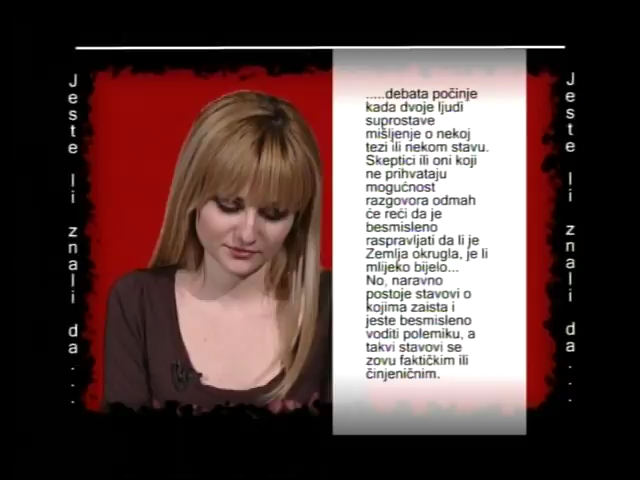 Jeste li znali da...
.....debata počinje
kada dvoje ljudi
suprostave
mišljenje o nekoj
tezi ili nekom stavu.
Skeptici ili oni koji
ne prihvataju
mogućnost
razgovora odmah
će reći da je
besmisleno
raspravljati da li je
Zemlja okrugla, je li
mlijeko bijelo...
No, naravno
postoje stavovi o
kojima zaista i
jeste besmisleno
voditi polemiku, a
takvi stavovi se
zovu faktičkim ili
činjeničnim.
Jeste li znali da...